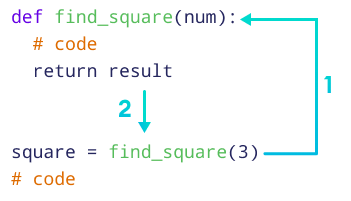 def find_square(num):
# code
return result
1
2
square = find_square(3)
# code